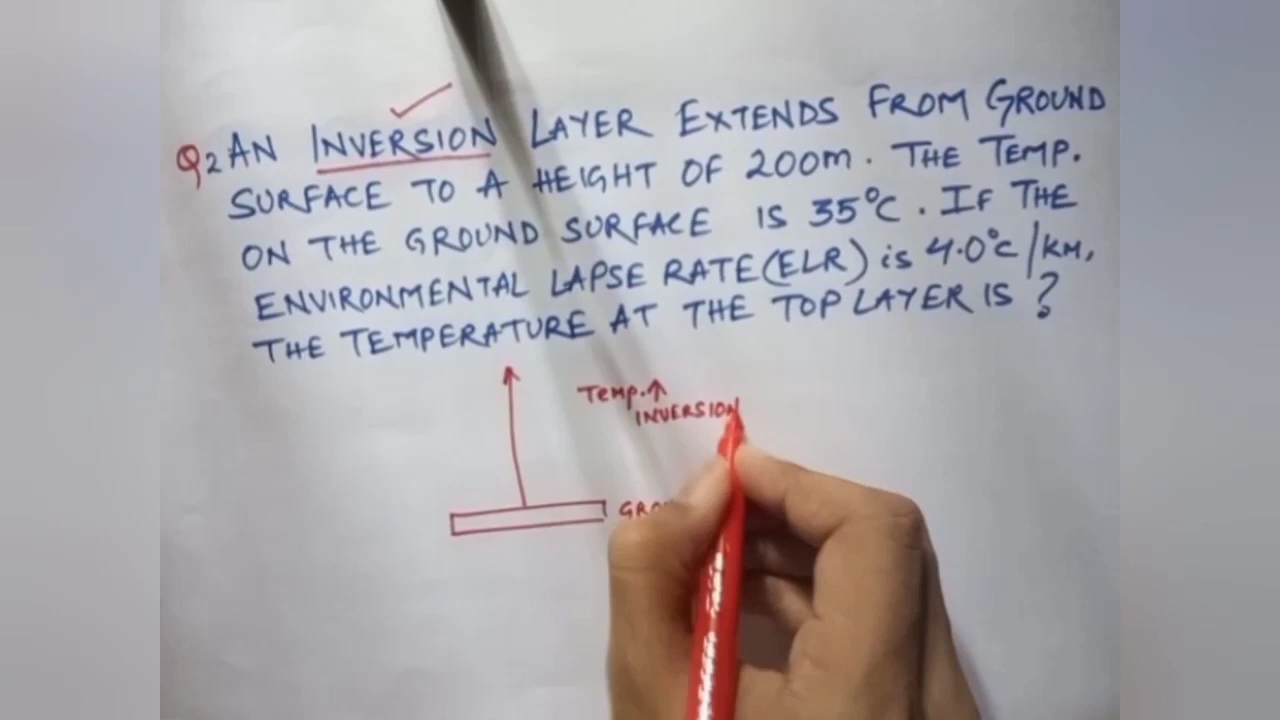 Q2 AN INVERSION LAYER EXTENDS FROM GROUND
SURFACE TO A HEIGHT OF 200m. THE TEMP.
ON THE GROUND SURFACE IS 35°C. IF THE
ENVIRONMENTAL LAPSE RATE (ELR) is 4.0°C/KM,
THE TEMPERATURE AT THE TOP LAYER IS ?
Temp. ↑
INVERSION